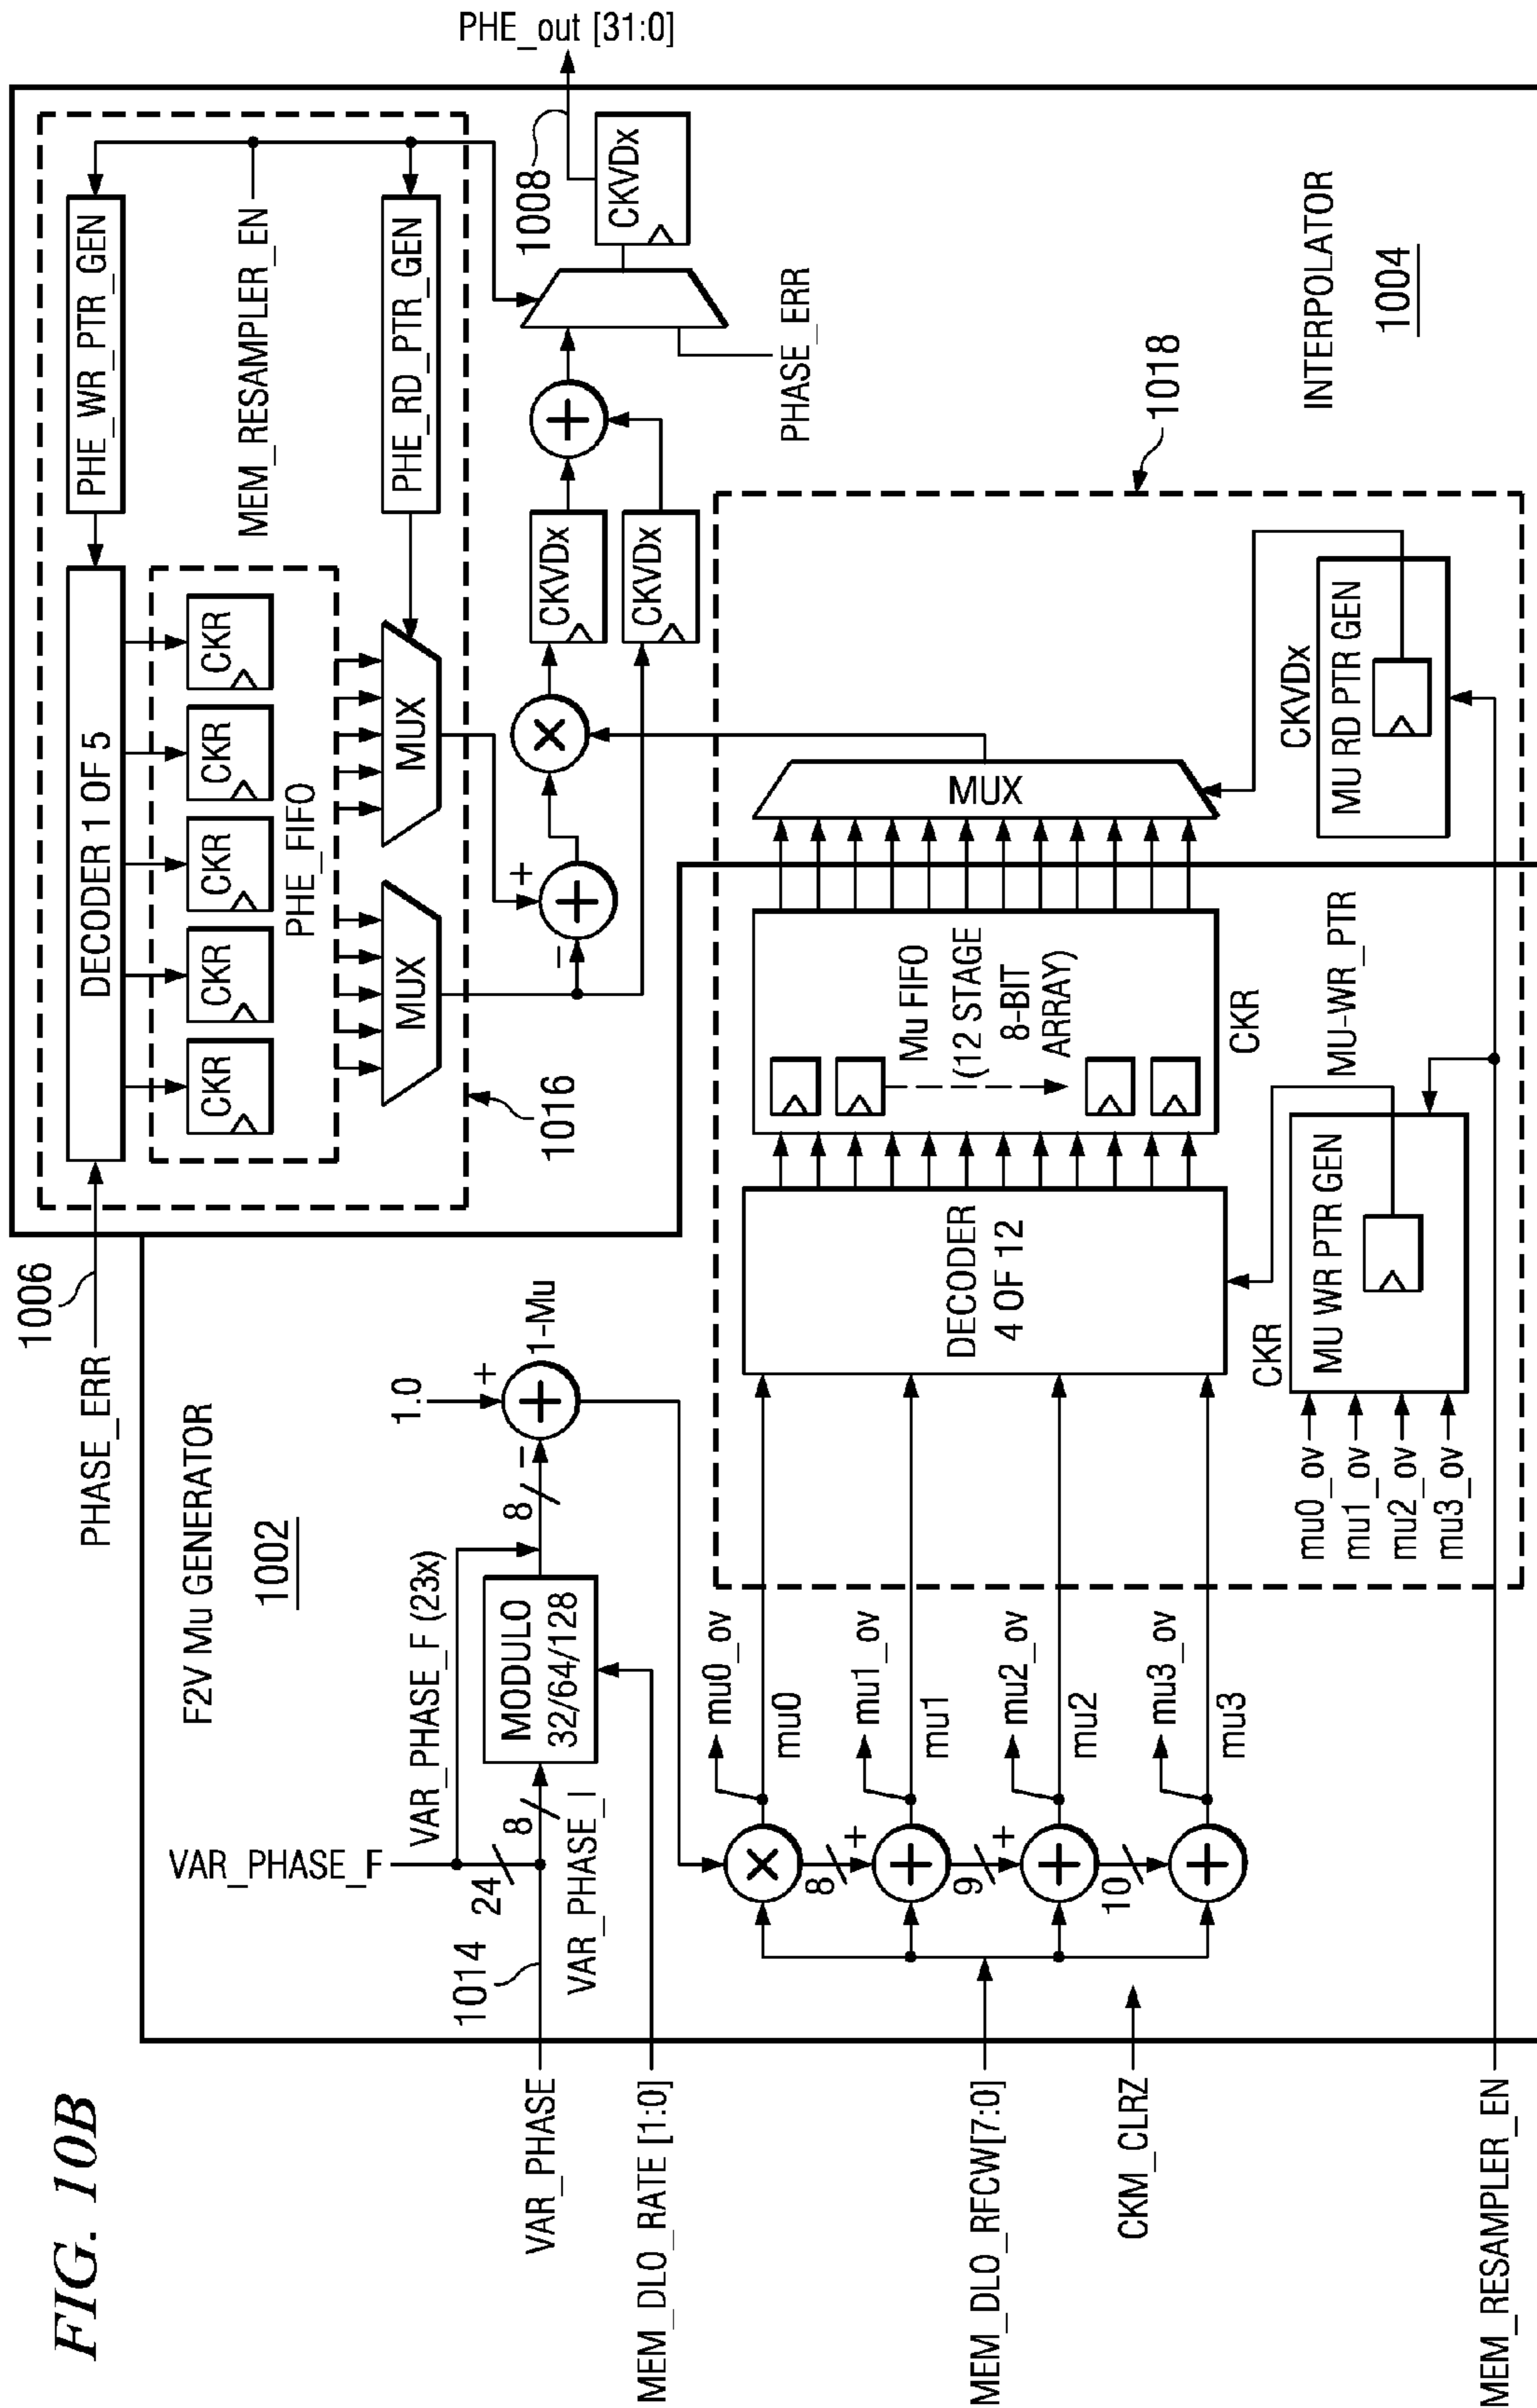 FIG. 10B
PHASE_ERR
1006
F2V Mu GENERATOR
1002
VAR_PHASE_F
VAR_PHASE_F (23x)
24
1014
8
VAR_PHASE_I
MODULO
32/64/128
8
−
1.0
+
+
1-Mu
VAR_PHASE
MEM_DLO_RATE [1:0]
MEM_DLO_RFCW[7:0]
CKM_CLRZ
MEM_RESAMPLER_EN
×
mu0_ov
mu0
8
+
+
mu1_ov
mu1
9
+
+
mu2_ov
mu2
10
+
mu3_ov
mu3
DECODER
4 OF 12
CKR
MU WR PTR GEN
mu0_ov
mu1_ov
mu2_ov
mu3_ov
MU-WR_PTR
Mu FIFO
(12 STAGE
8-BIT
ARRAY)
CKR
MUX
CKVDx
MU RD PTR GEN
1018
INTERPOLATOR
1004
DECODER 1 OF 5
PHE_WR_PTR_GEN
CKR
CKR
CKR
CKR
CKR
PHE_FIFO
MEM_RESAMPLER_EN
MUX
MUX
PHE_RD_PTR_GEN
1016
−
+
+
×
CKVDx
CKVDx
+
PHASE_ERR
1008
CKVDx
PHE_out [31:0]